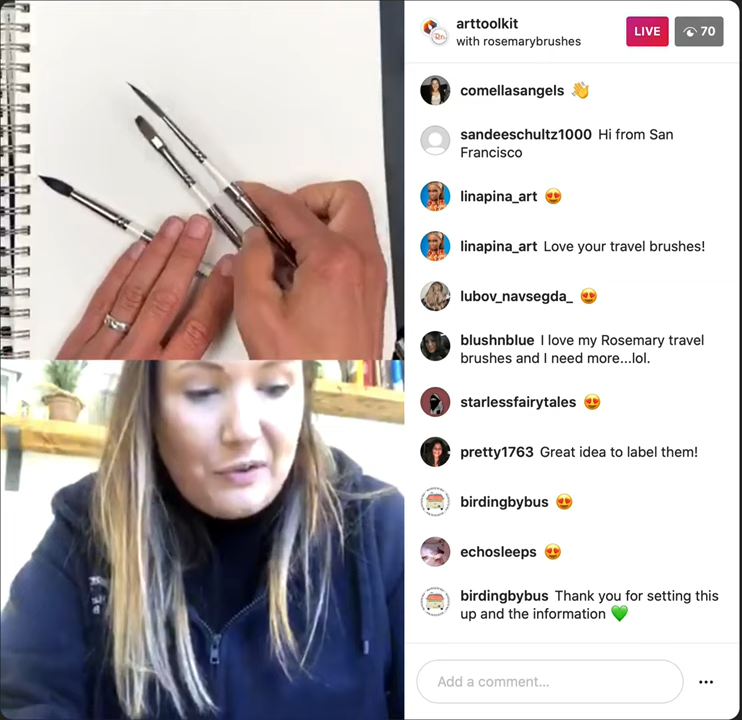 arttoolkit
with rosemarybrushes
LIVE
70
comellasangels 👋
sandeeschultz1000 Hi from San
Francisco
linapina_art 😍
linapina_art Love your travel brushes!
lubov_navsegda_ 😍
blushnblue I love my Rosemary travel
brushes and I need more...lol.
starlessfairytales 😍
pretty1763 Great idea to label them!
birdingbybus 😍
echosleeps 😍
birdingbybus Thank you for setting this
up and the information 💚
Add a comment...